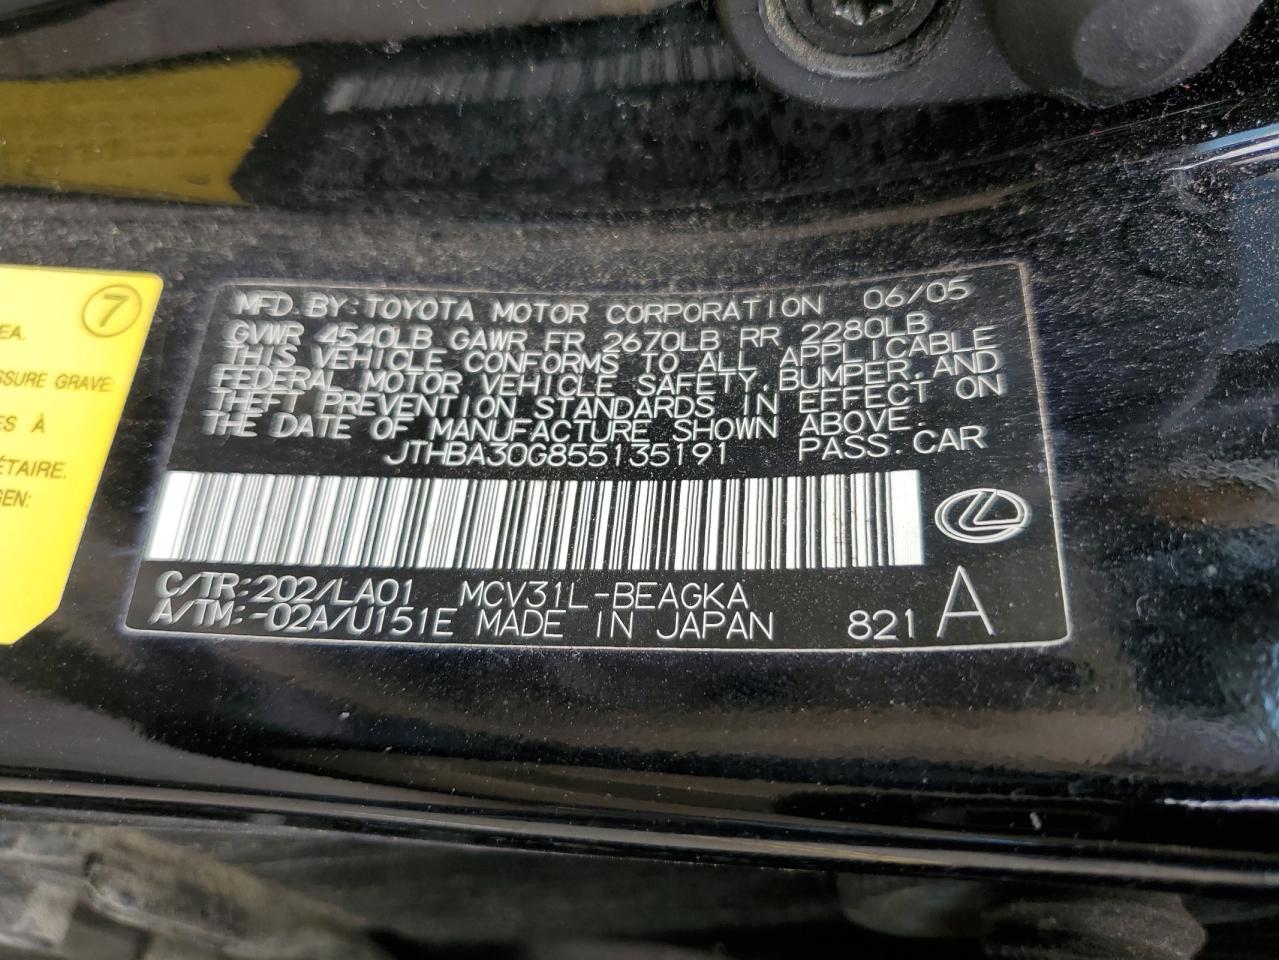 MFD. BY: TOYOTA MOTOR CORPORATION 06/05
GVWR 4540LB GAWR FR 2670LB RR 2280LB
THIS VEHICLE CONFORMS TO ALL APPLICABLE
FEDERAL MOTOR VEHICLE SAFETY, BUMPER, AND
THEFT PREVENTION STANDARDS IN EFFECT ON
THE DATE OF MANUFACTURE SHOWN ABOVE.
JTHBA30G855135191 PASS. CAR
C/TR: 202/LA01 MCV31L-BEAGKA
A/TM: -02A/U151E MADE IN JAPAN 821 A
7
SSURE GRAVE:
ES À
ÉTAIRE.